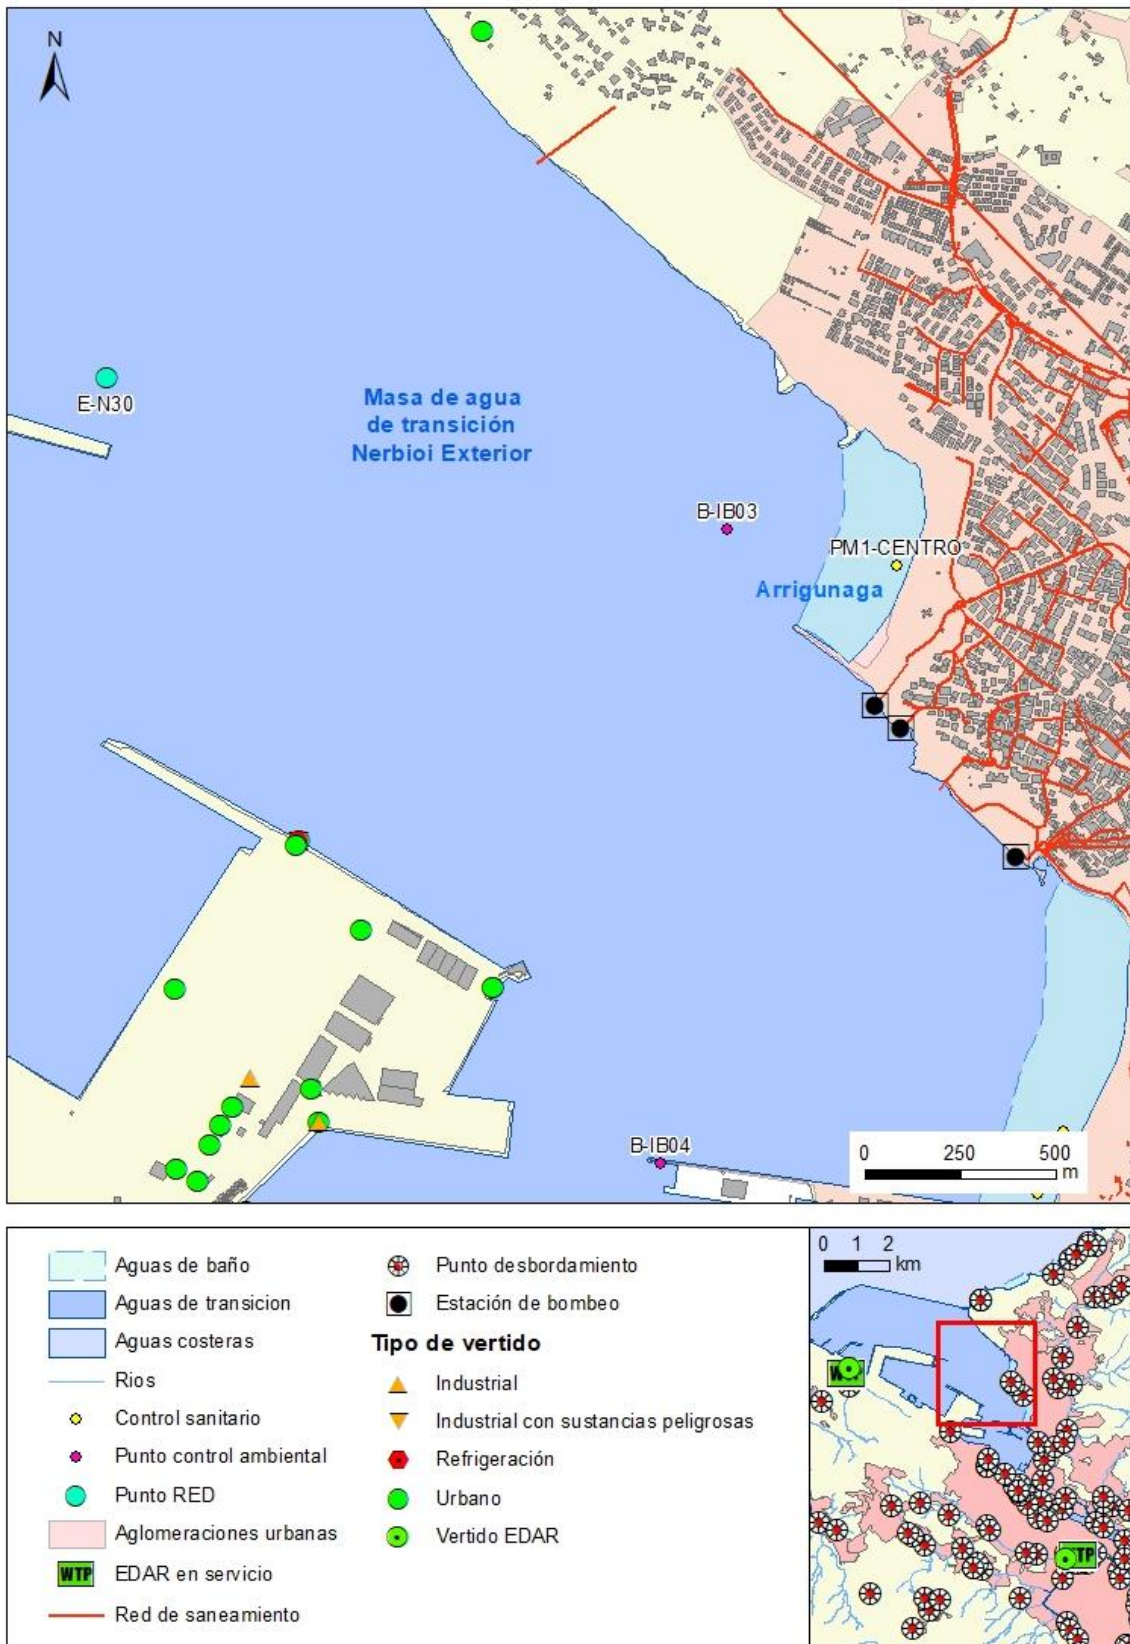 N
E-N30
Masa de agua
de transición
Nerbioi Exterior
B-IB03
PM1-CENTRO
Arrigunaga
B-IB04
0 250 500
m
Aguas de baño
Aguas de transicion
Aguas costeras
Rios
Control sanitario
Punto control ambiental
Punto RED
Aglomeraciones urbanas
WTP EDAR en servicio
Red de saneamiento
Punto desbordamiento
Estación de bombeo
Tipo de vertido
Industrial
Industrial con sustancias peligrosas
Refrigeración
Urbano
Vertido EDAR
0 1 2
km